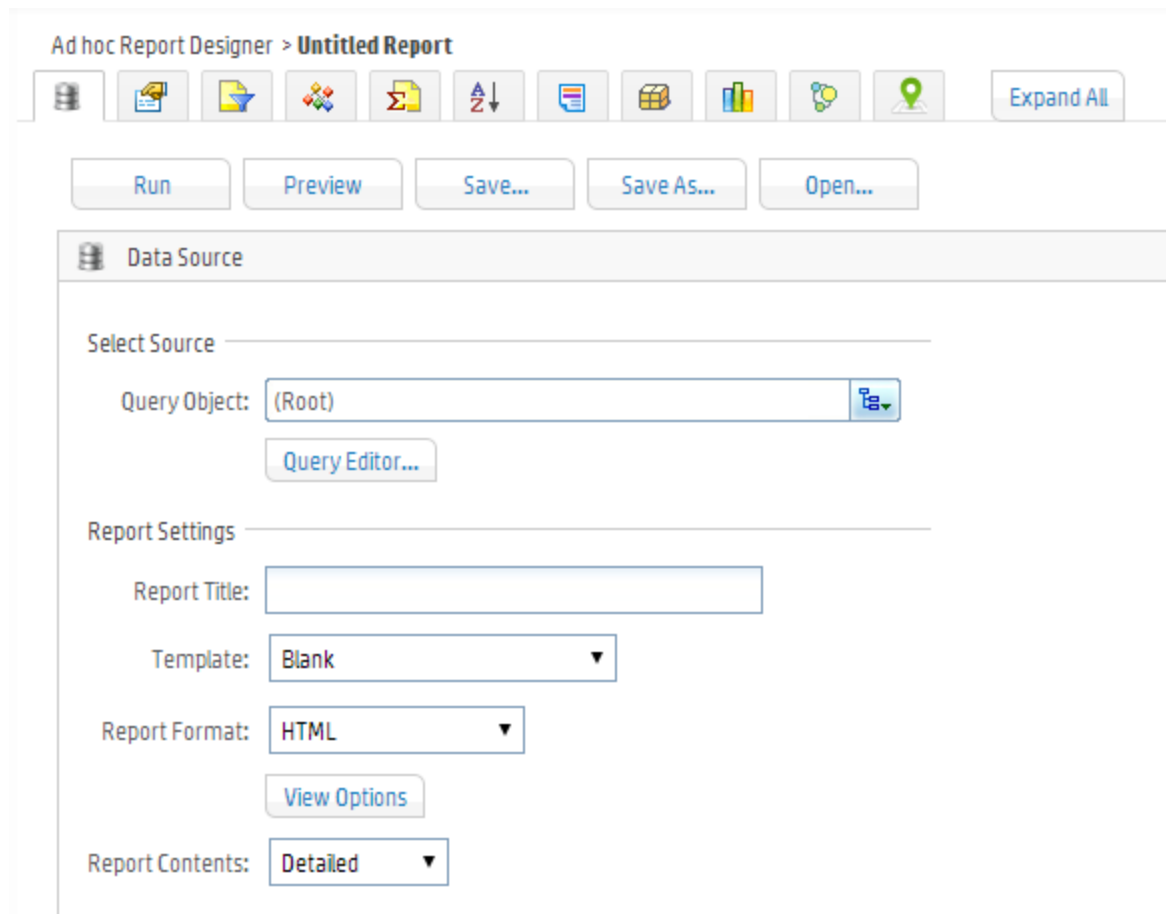 Ad hoc Report Designer > Untitled Report
Expand All
Run Preview Save... Save As... Open...
Data Source
Select Source
Query Object: (Root)
Query Editor...
Report Settings
Report Title:
Template: Blank
Report Format: HTML
View Options
Report Contents: Detailed